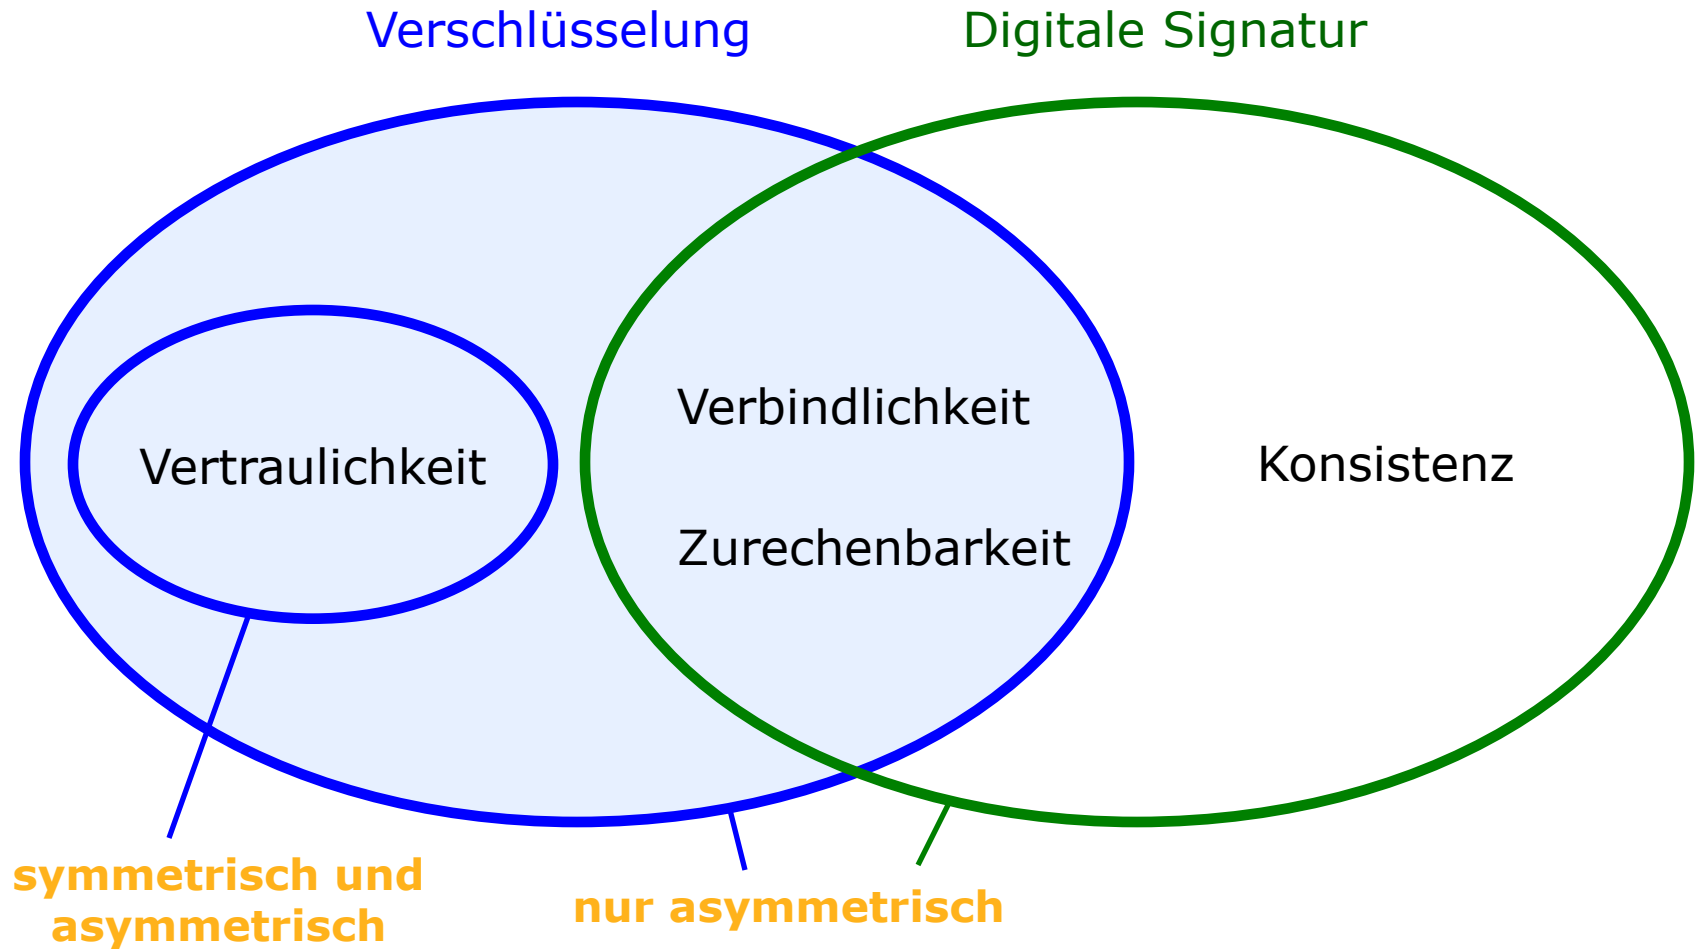 Verschlüsselung
Digitale Signatur
Vertraulichkeit
Verbindlichkeit
Zurechenbarkeit
Konsistenz
symmetrisch und
asymmetrisch
nur asymmetrisch